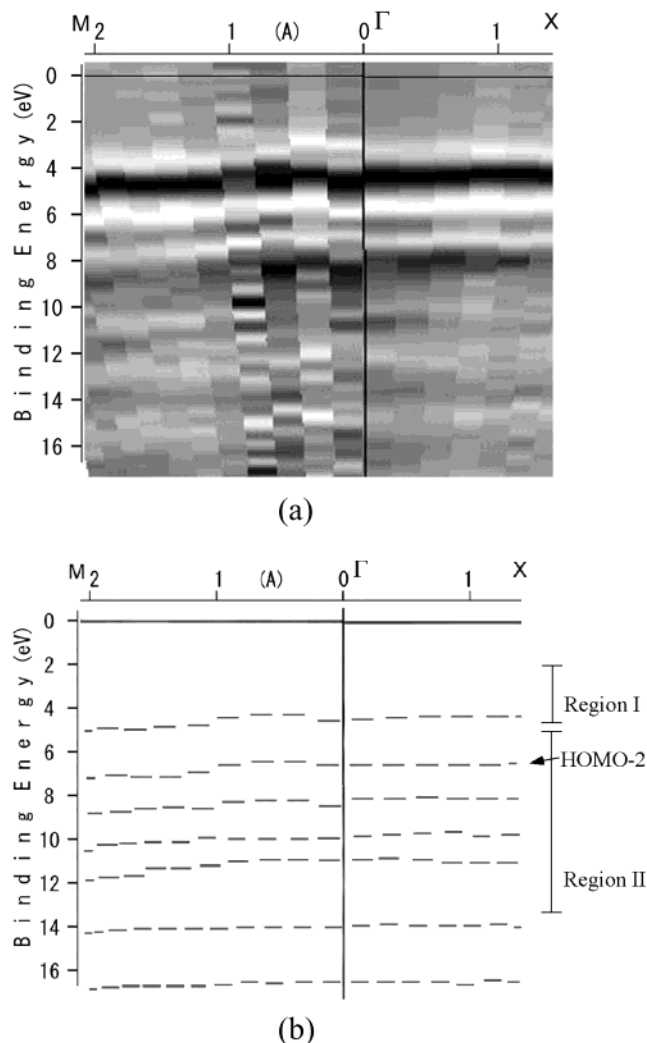 M 2 1 (A) 0 Γ 1 X
Binding Energy (eV)
0
2
4
6
8
10
12
14
16
(a)
M 2 1 (A) 0 Γ 1 X
Binding Energy (eV)
0
2
4
6
8
10
12
14
16
Region I
HOMO-2
Region II
(b)